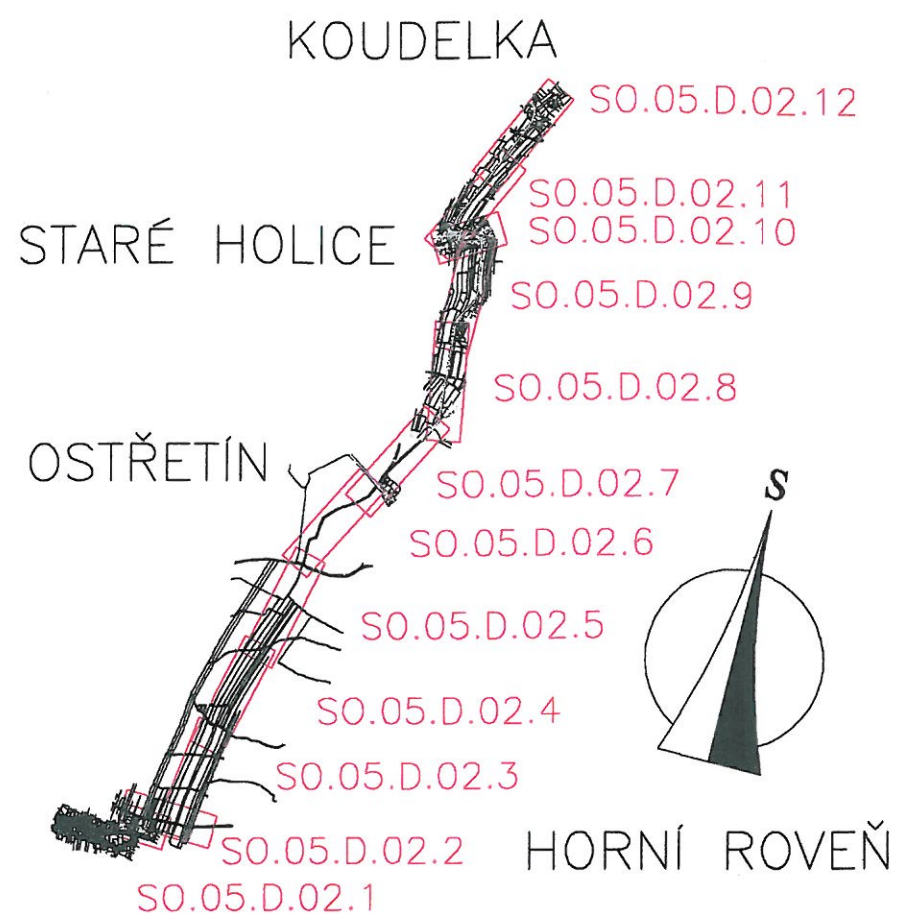 KOUDELKA
SO.05.D.02.12
SO.05.D.02.11
STARÉ HOLICE
SO.05.D.02.10
SO.05.D.02.9
SO.05.D.02.8
OSTŘETÍN
SO.05.D.02.7
S
SO.05.D.02.6
SO.05.D.02.5
SO.05.D.02.4
SO.05.D.02.3
SO.05.D.02.2
HORNÍ ROVEŇ
SO.05.D.02.1